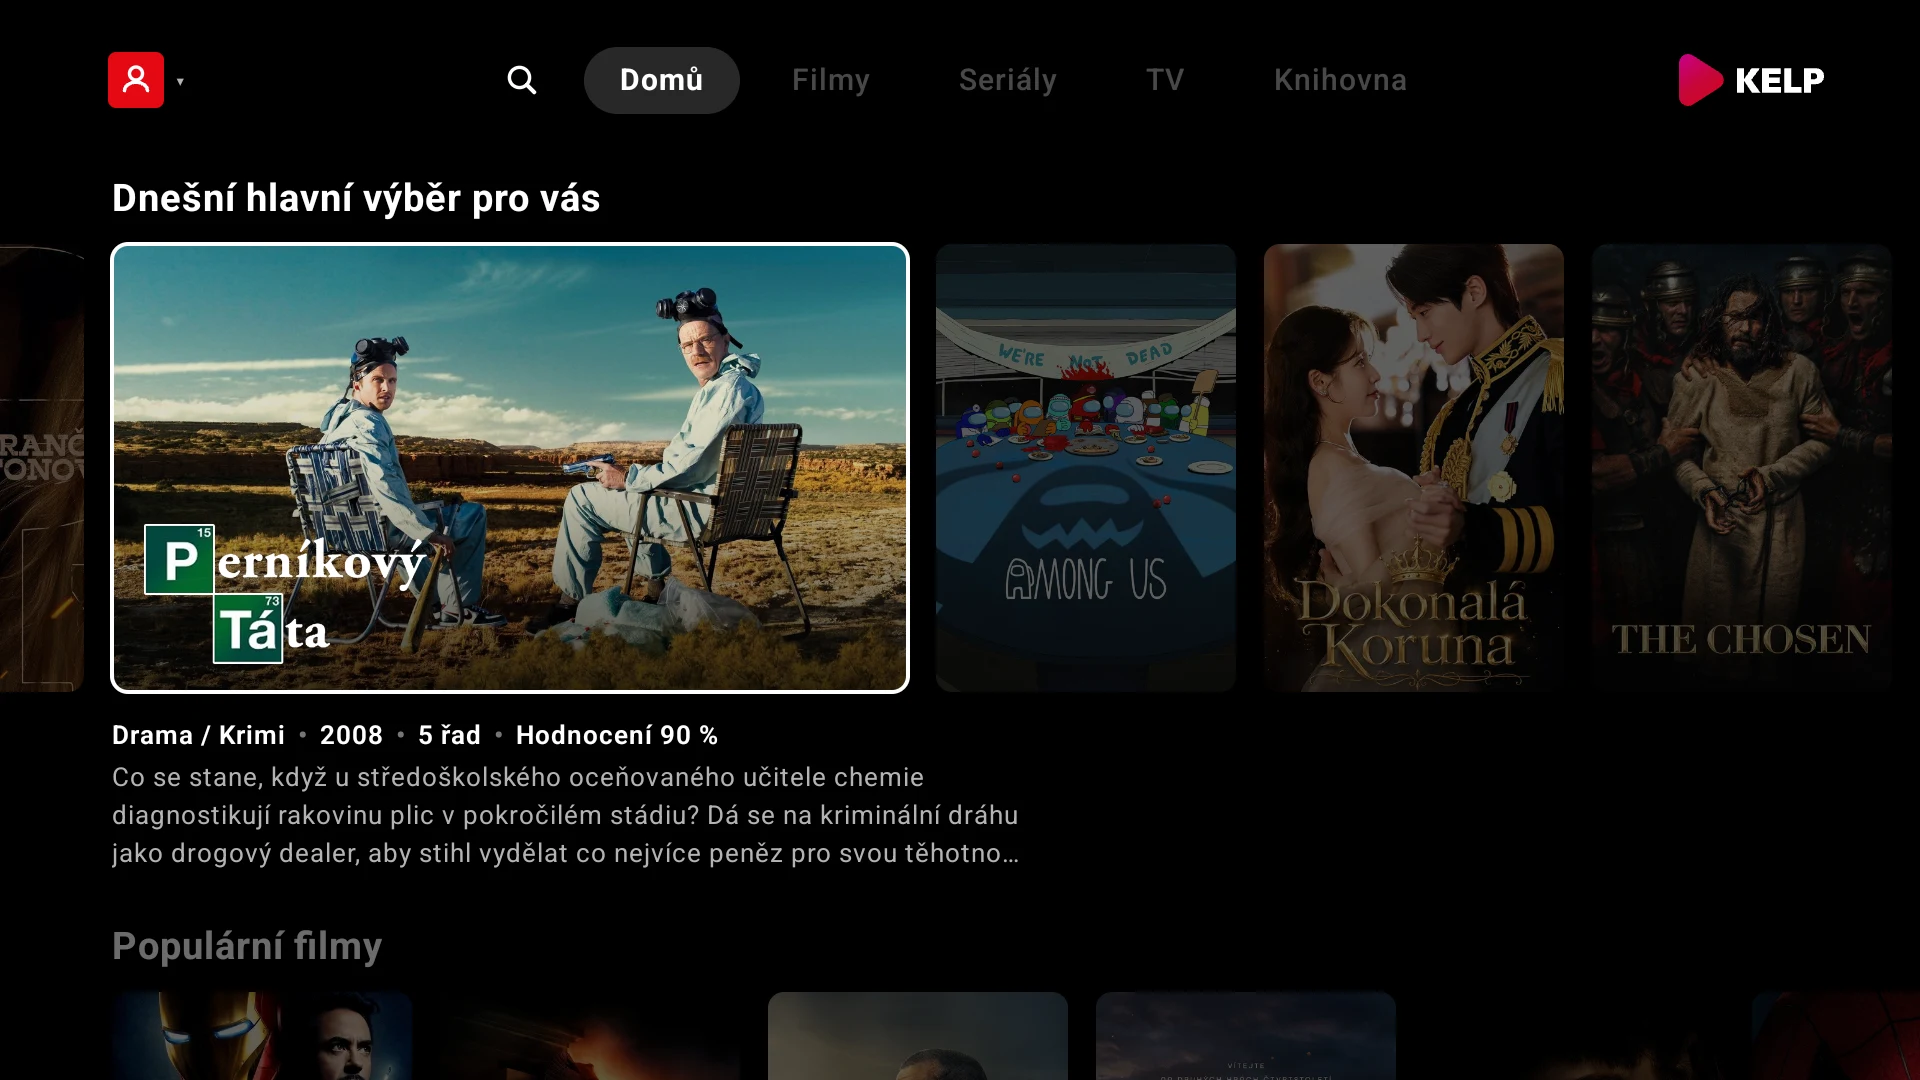 Domů
Filmy
Seriály
TV
Knihovna
KELP
Dnešní hlavní výběr pro vás
15
Perníkový
73
Táta
WE'RE NOT DEAD
AMONG US
Dokonalá
Koruna
THE CHOSEN
Drama / Krimi • 2008 • 5 řad • Hodnocení 90 %
Co se stane, když u středoškolského oceňovaného učitele chemie
diagnostikují rakovinu plic v pokročilém stádiu? Dá se na kriminální dráhu
jako drogový dealer, aby stihl vydělat co nejvíce peněz pro svou těhotno…
Populární filmy
VÍTEJTE